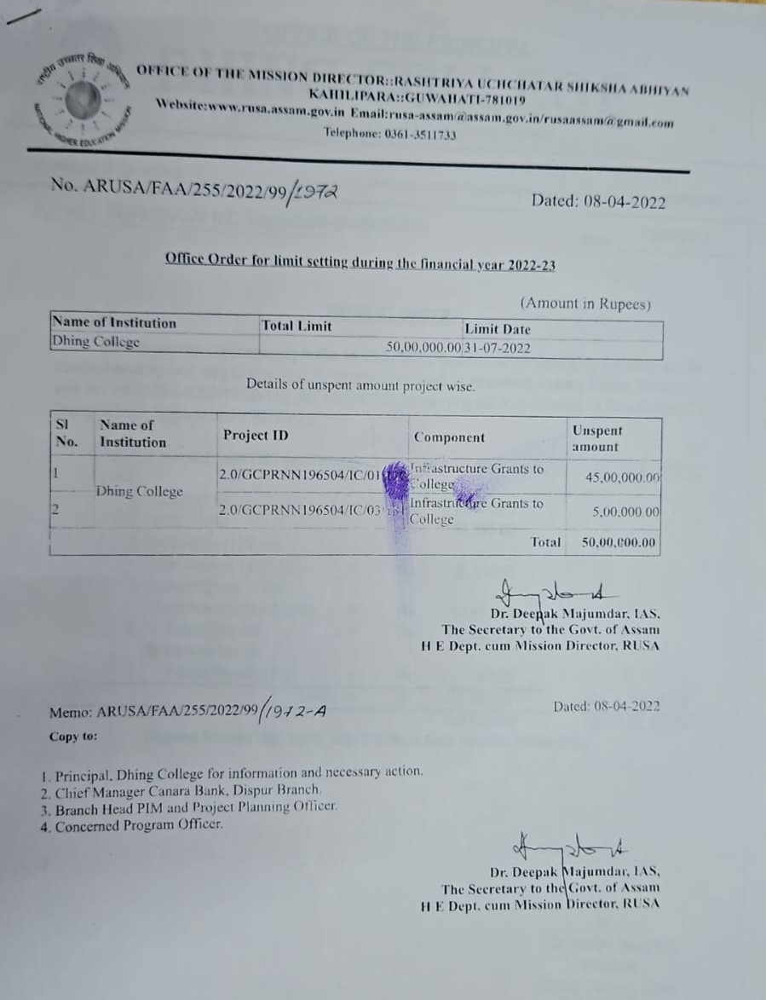 राष्ट्रीय उच्चतर शिक्षा अभियान
NATIONAL HIGHER EDUCATION MISSION
OFFICE OF THE MISSION DIRECTOR::RASHTRIYA UCHCHATAR SHIKSHA ABHIYAN
KAHILIPARA::GUWAHATI-781019
Website:www.rusa.assam.gov.in Email:rusa-assam@assam.gov.in/rusaassam@gmail.com
Telephone: 0361-3511733
No. ARUSA/FAA/255/2022/99/1972
Dated: 08-04-2022
Office Order for limit setting during the financial year 2022-23
(Amount in Rupees)
Name of Institution Total Limit Limit Date
Dhing College 50,00,000.00 31-07-2022
Details of unspent amount project wise.
Sl No. Name of Institution Project ID Component Unspent amount
1 Dhing College 2.0/GCPRNN196504/IC/01 Infrastructure Grants to College 45,00,000.00
2 2.0/GCPRNN196504/IC/03 Infrastructure Grants to College 5,00,000 00
Total 50,00,000.00
Dr. Deepak Majumdar, IAS,
The Secretary to the Govt. of Assam
H E Dept. cum Mission Director, RUSA
Memo: ARUSA/FAA/255/2022/99/1972-A
Dated: 08-04-2022
Copy to:
1. Principal, Dhing College for information and necessary action.
2. Chief Manager Canara Bank, Dispur Branch.
3. Branch Head PIM and Project Planning Officer.
4. Concerned Program Officer.
Dr. Deepak Majumdar, IAS,
The Secretary to the Govt. of Assam
H E Dept. cum Mission Director, RUSA